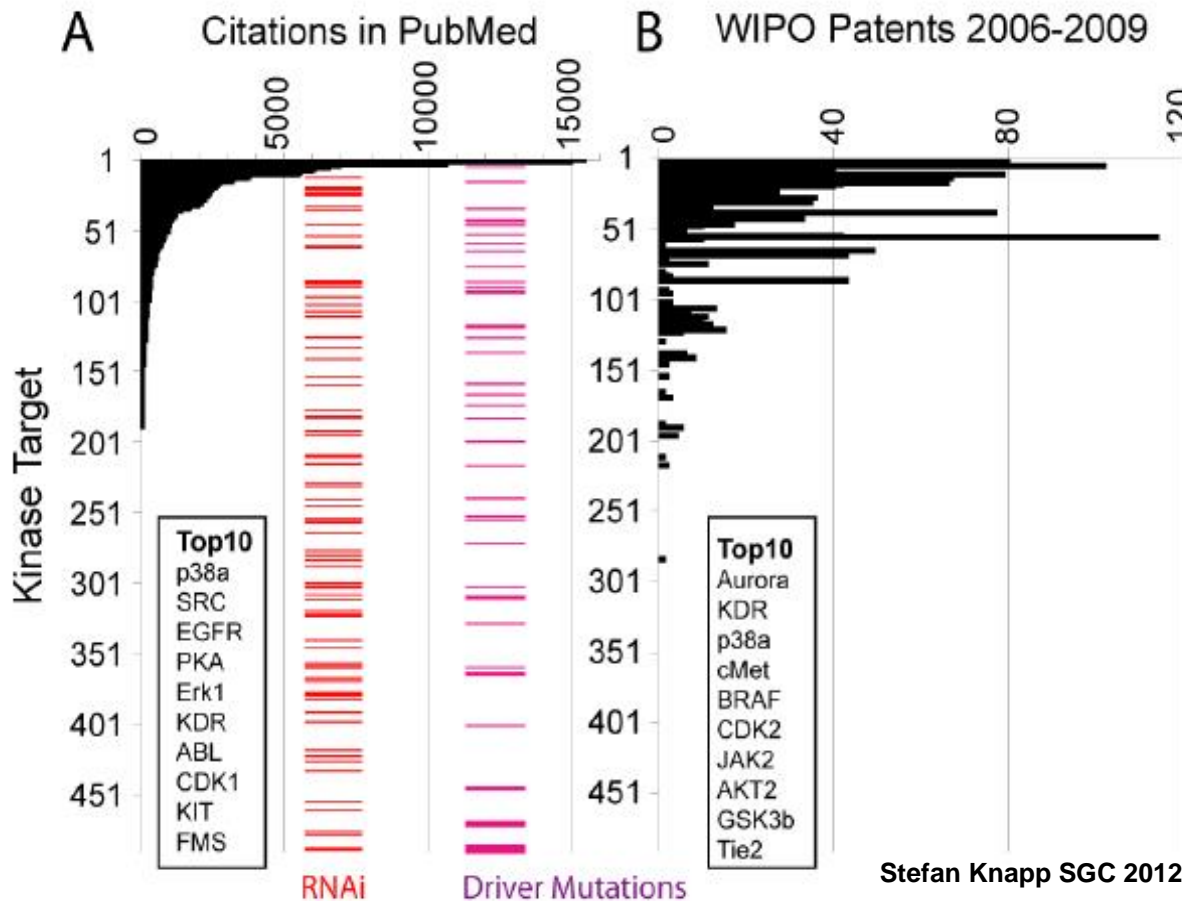 A
Citations in PubMed
0
5000
10000
15000
1
51
101
151
201
251
301
351
401
451
Kinase Target
Top10
p38a
SRC
EGFR
PKA
Erk1
KDR
ABL
CDK1
KIT
FMS
RNAi
Driver Mutations
B
WIPO Patents 2006-2009
0
40
80
120
1
51
101
151
201
251
301
351
401
451
Top10
Aurora
KDR
p38a
cMet
BRAF
CDK2
JAK2
AKT2
GSK3b
Tie2
Stefan Knapp SGC 2012